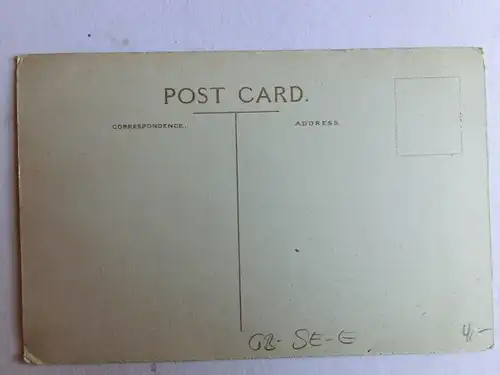 POST CARD.
CORRESPONDENCE.
ADDRESS.
GB-SE-E
4,-